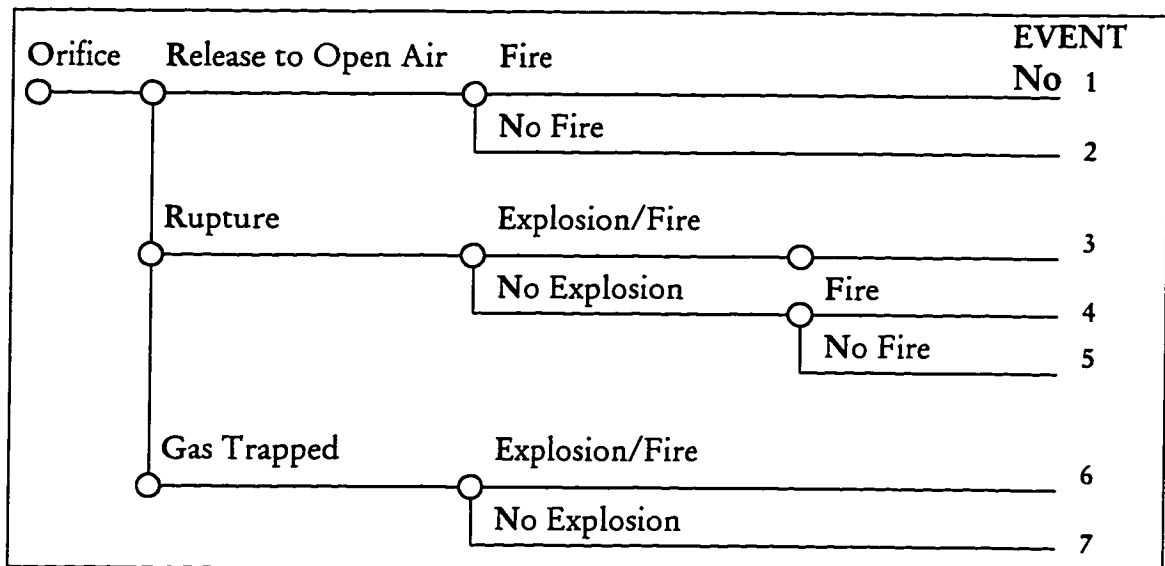 Orifice Release to Open Air Fire EVENT
No 1
No Fire 2
Rupture Explosion/Fire 3
No Explosion Fire 4
No Fire 5
Gas Trapped Explosion/Fire 6
No Explosion 7